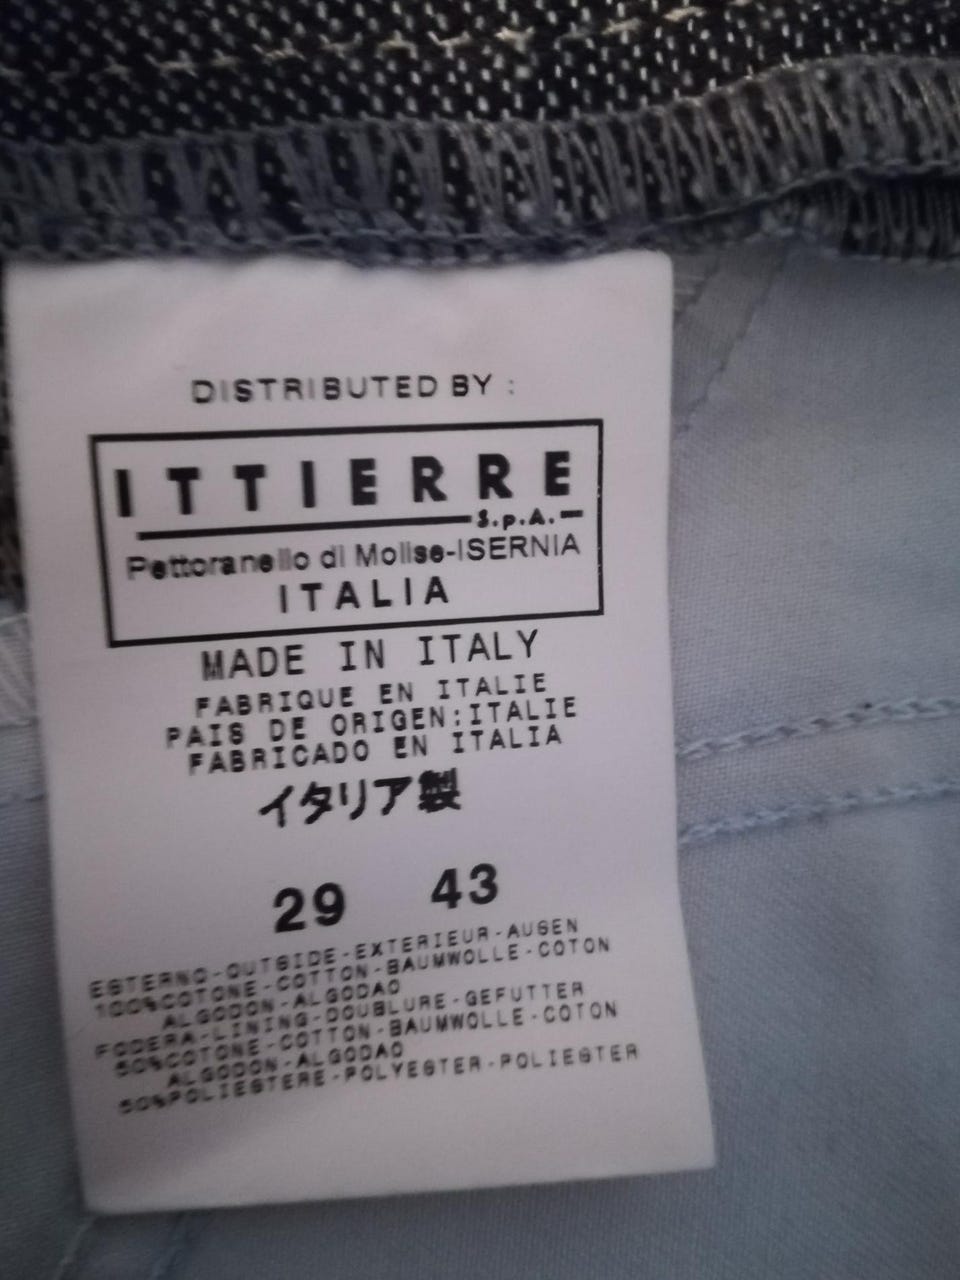 DISTRIBUTED BY :
ITTIERRE
S.p.A.
Pettoranello di Molise-ISERNIA
ITALIA
MADE IN ITALY
FABRIQUE EN ITALIE
PAIS DE ORIGEN:ITALIE
FABRICADO EN ITALIA
イタリア製
29 43
ESTERNO-OUTSIDE-EXTERIEUR-AUSEN
100%COTONE-COTTON-BAUMWOLLE-COTON
ALGODON-ALGODAO
FODERA-LINING-DOUBLURE-GEFUTTER
50%COTONE-COTTON-BAUMWOLLE-COTON
ALGODON-ALGODAO
50%POLIESTERE-POLYESTER-POLIESTER